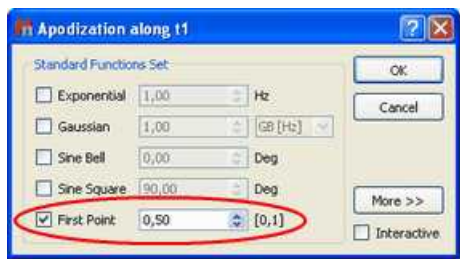 Apodization along t1
Standard Functions Set
Exponential 1,00 Hz
Gaussian 1,00 GB [Hz]
Sine Bell 0,00 Deg
Sine Square 90,00 Deg
First Point 0,50 [0,1]
OK
Cancel
More >>
Interactive